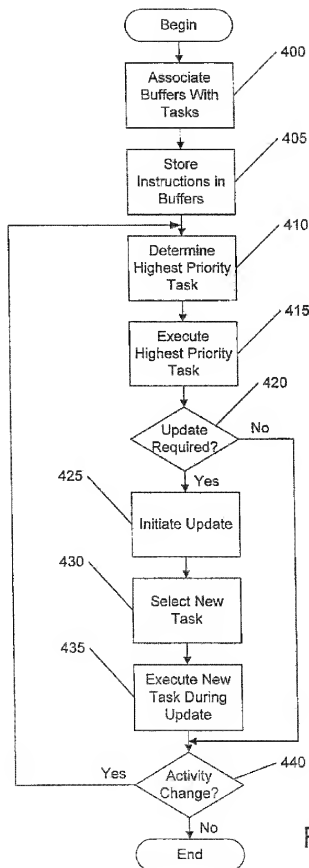 Begin
400
Associate
Buffers With
Tasks
405
Store
Instructions in
Buffers
410
Determine
Highest Priority
Task
415
Execute
Highest Priority
Task
420
Update
Required?
No
Yes
425
Initiate Update
430
Select New
Task
435
Execute New
Task During
Update
440
Yes
Activity
Change?
No
End
F